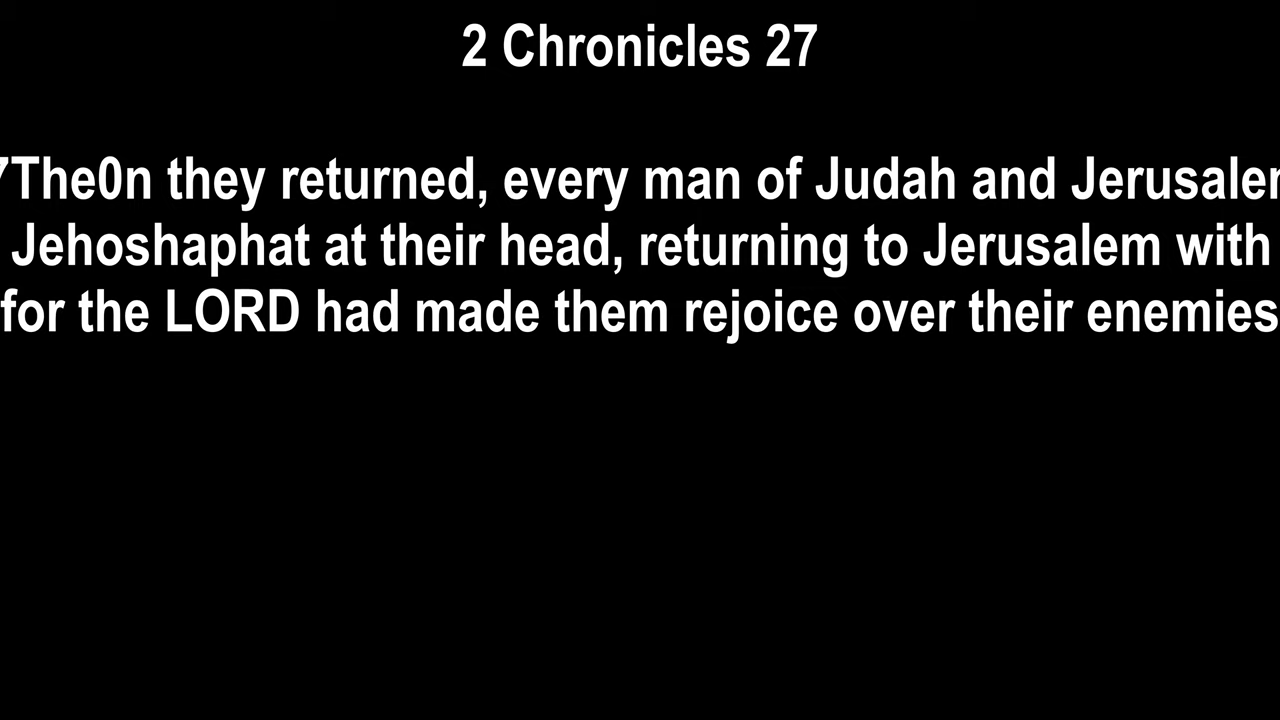 2 Chronicles 27
7The0n they returned, every man of Judah and
Jehoshaphat at their head, returning to Jerusalem with
for the LORD had made them rejoice over their enemies